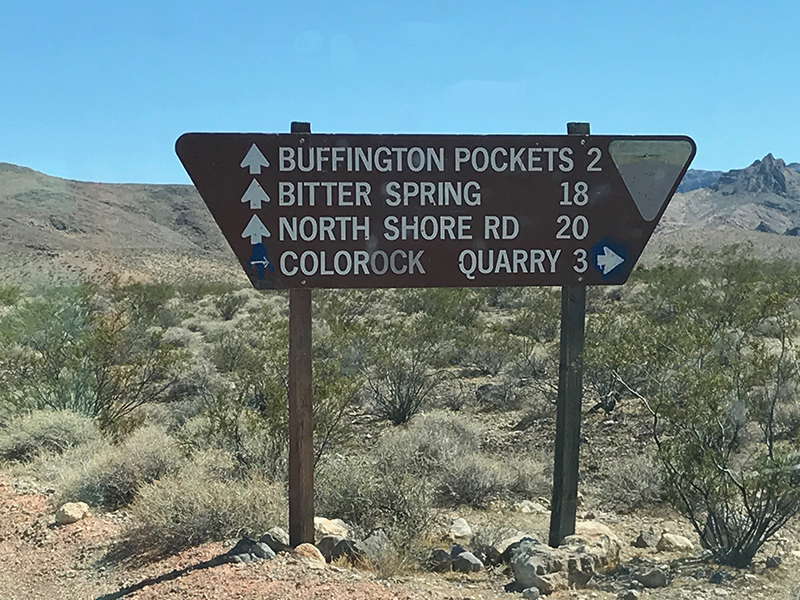 BUFFINGTON POCKETS 2
BITTER SPRING 18
NORTH SHORE RD 20
COLOROCK QUARRY 3